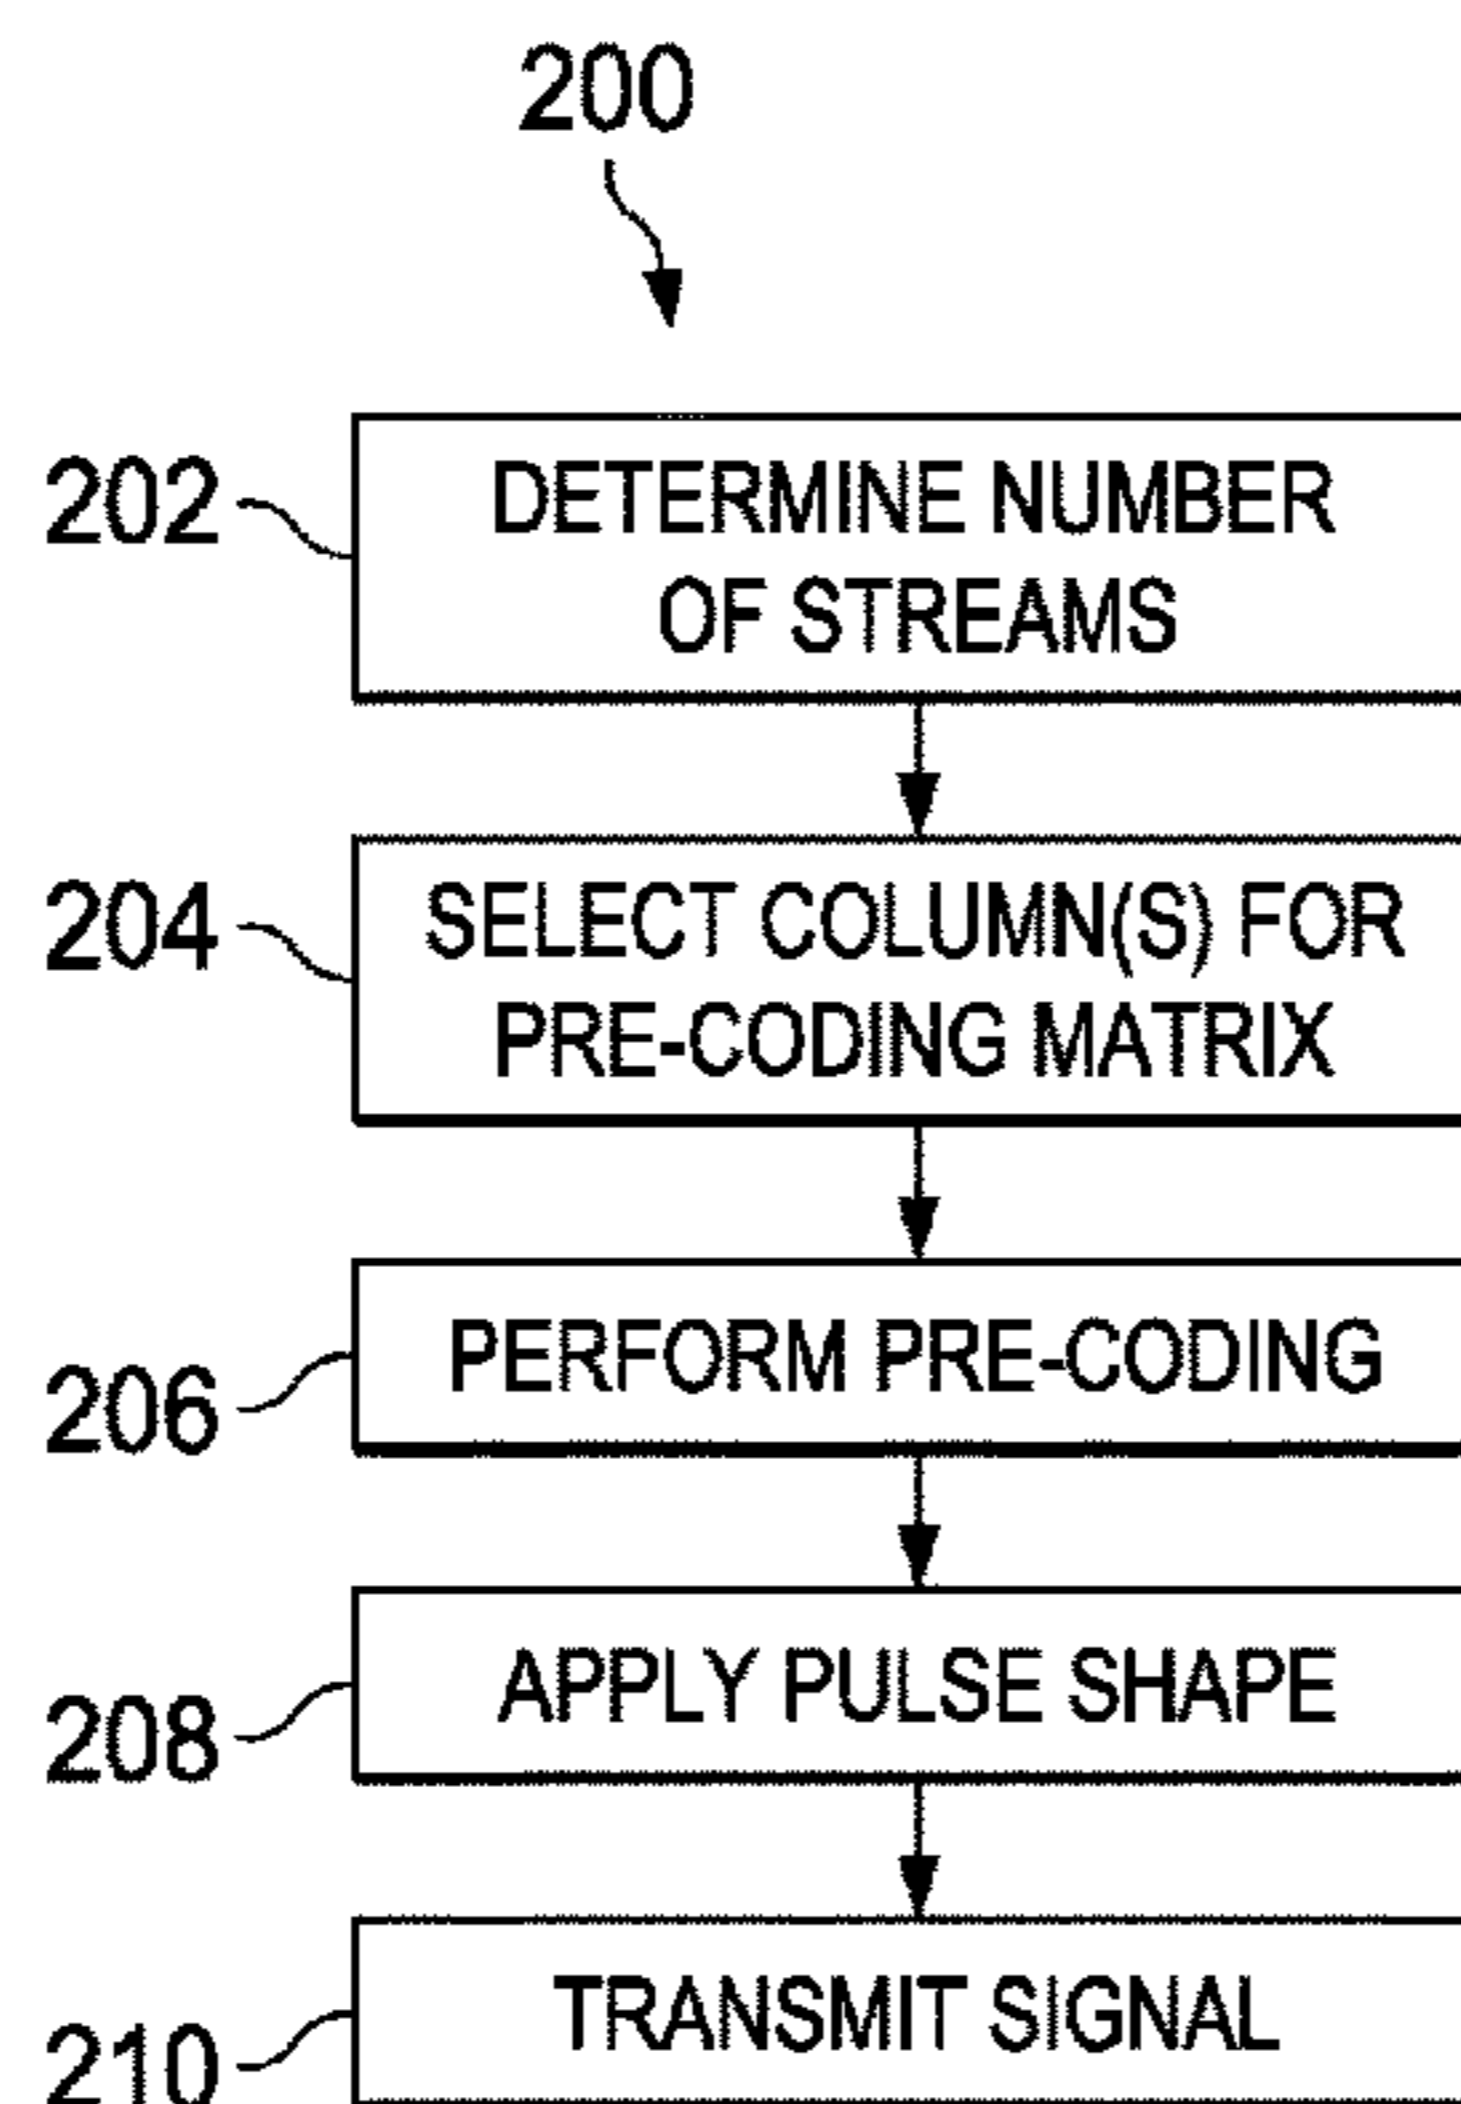 200
202
DETERMINE NUMBER
OF STREAMS
204
SELECT COLUMN(S) FOR
PRE-CODING MATRIX
206
PERFORM PRE-CODING
208
APPLY PULSE SHAPE
210
TRANSMIT SIGNAL